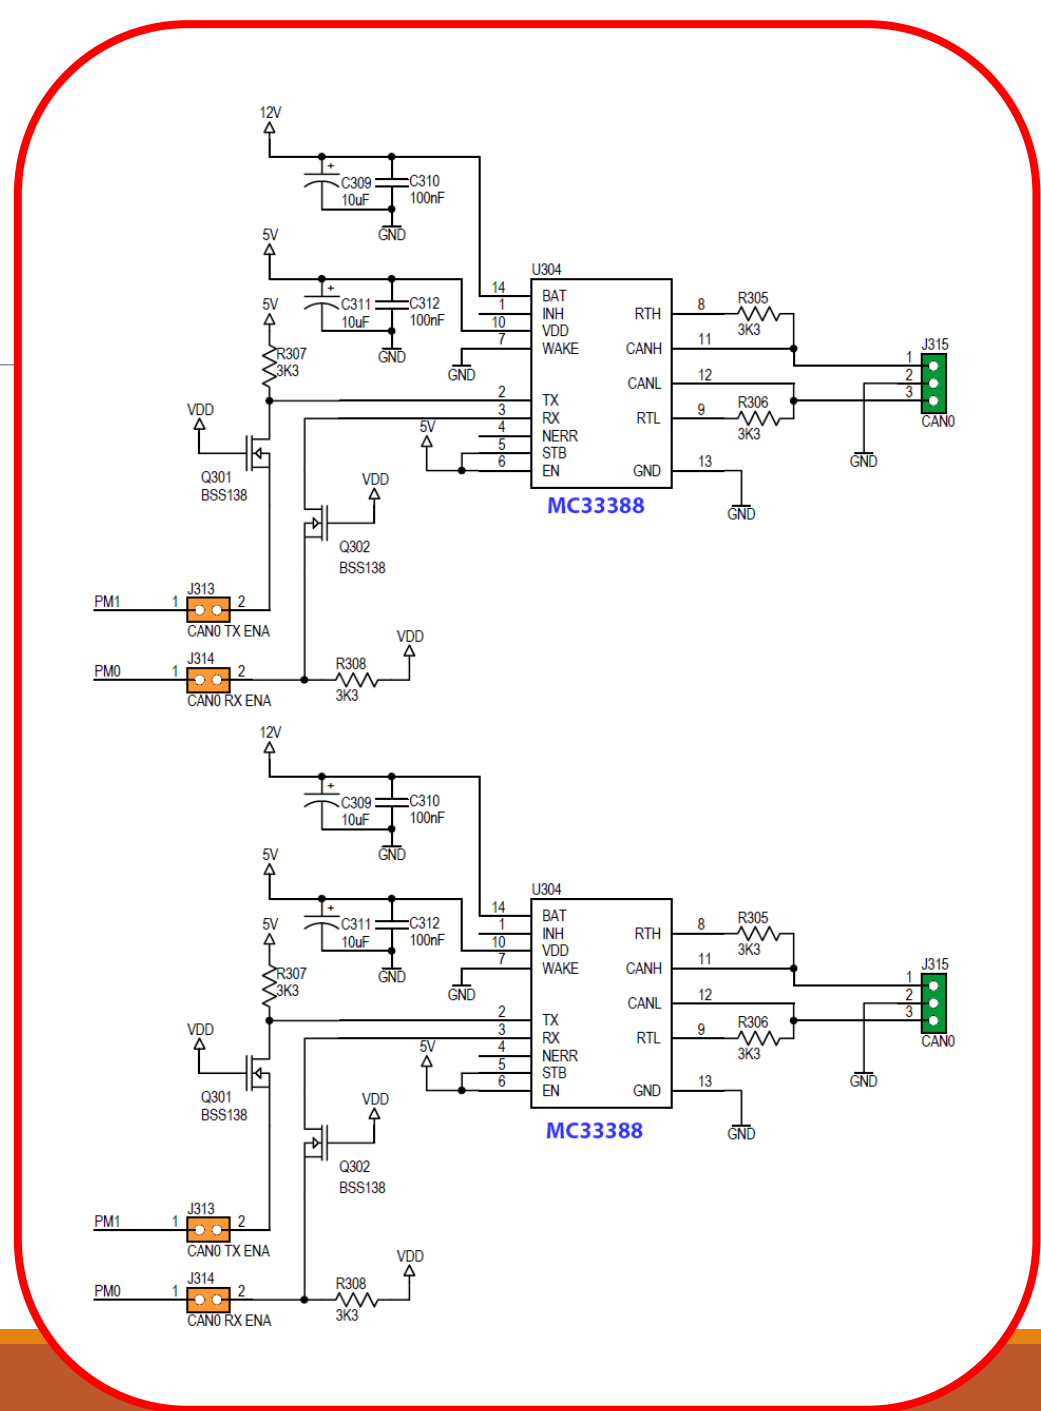 12V
C309
10uF
C310
100nF
GND
5V
C311
10uF
C312
100nF
GND
5V
R307
3K3
VDD
Q301
BSS138
U304
14 BAT
1 INH
10 VDD
7 WAKE
GND
2 TX
3 RX
4 NERR
5 STB
6 EN
5V
RTH 8
CANH 11
CANL 12
RTL 9
GND 13
MC33388
R305
3K3
R306
3K3
GND
J315
1
2
3
CAN0
GND
VDD
Q302
BSS138
PM1 1 J313 2
CAN0 TX ENA
PM0 1 J314 2
CAN0 RX ENA
R308
3K3
VDD
12V
C309
10uF
C310
100nF
GND
5V
C311
10uF
C312
100nF
GND
5V
R307
3K3
VDD
Q301
BSS138
U304
14 BAT
1 INH
10 VDD
7 WAKE
GND
2 TX
3 RX
4 NERR
5 STB
6 EN
5V
RTH 8
CANH 11
CANL 12
RTL 9
GND 13
MC33388
R305
3K3
R306
3K3
GND
J315
1
2
3
CAN0
GND
VDD
Q302
BSS138
PM1 1 J313 2
CAN0 TX ENA
PM0 1 J314 2
CAN0 RX ENA
R308
3K3
VDD